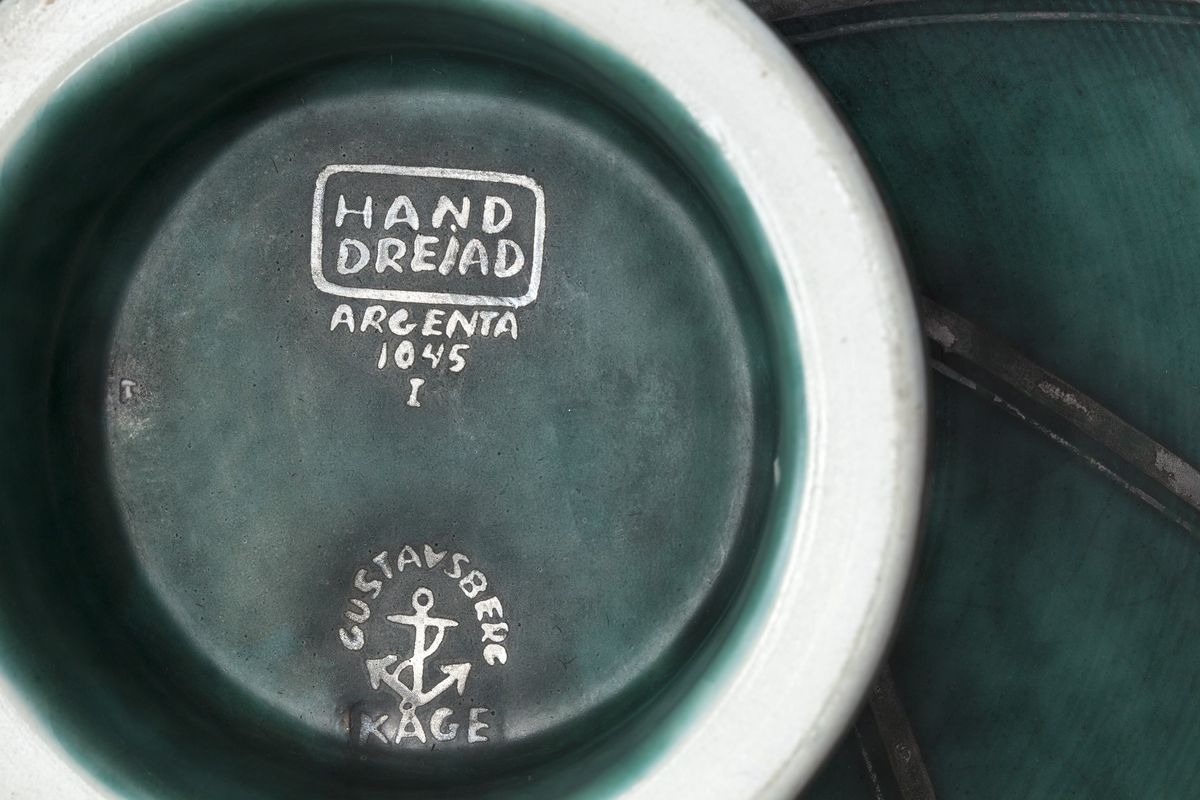 HAND
DREJAD
ARGENTA
1045
I
GUSTAVSBERG
KÅGE